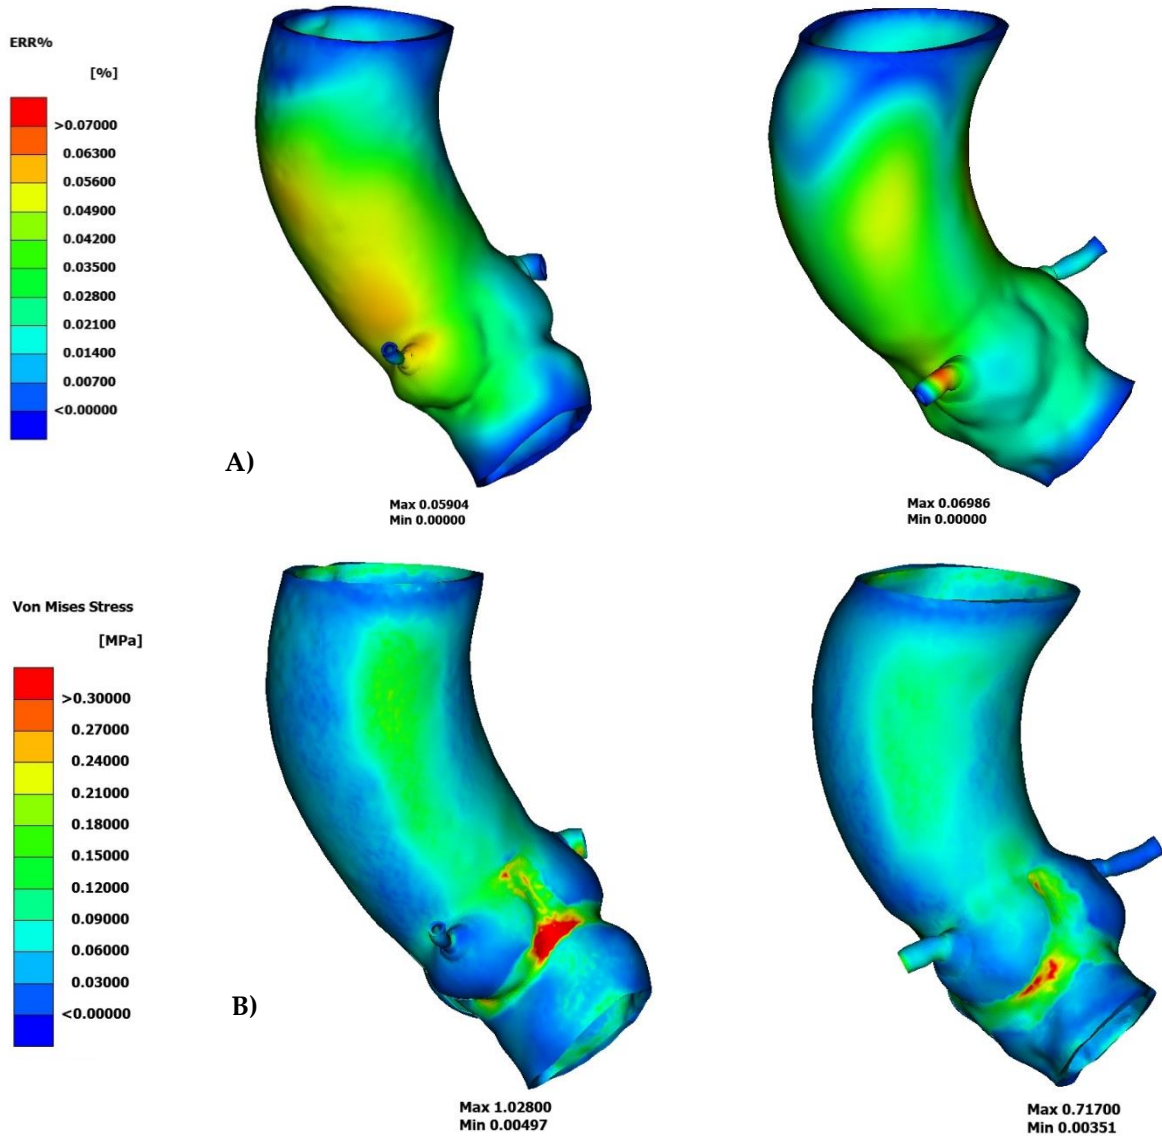 ERR%
[%]
>0.07000
0.06300
0.05600
0.04900
0.04200
0.03500
0.02800
0.02100
0.01400
0.00700
<0.00000
A)
Max 0.05904
Min 0.00000
Max 0.06986
Min 0.00000
Von Mises Stress
[MPa]
>0.30000
0.27000
0.24000
0.21000
0.18000
0.15000
0.12000
0.09000
0.06000
0.03000
<0.00000
B)
Max 1.02800
Min 0.00497
Max 0.71700
Min 0.00351